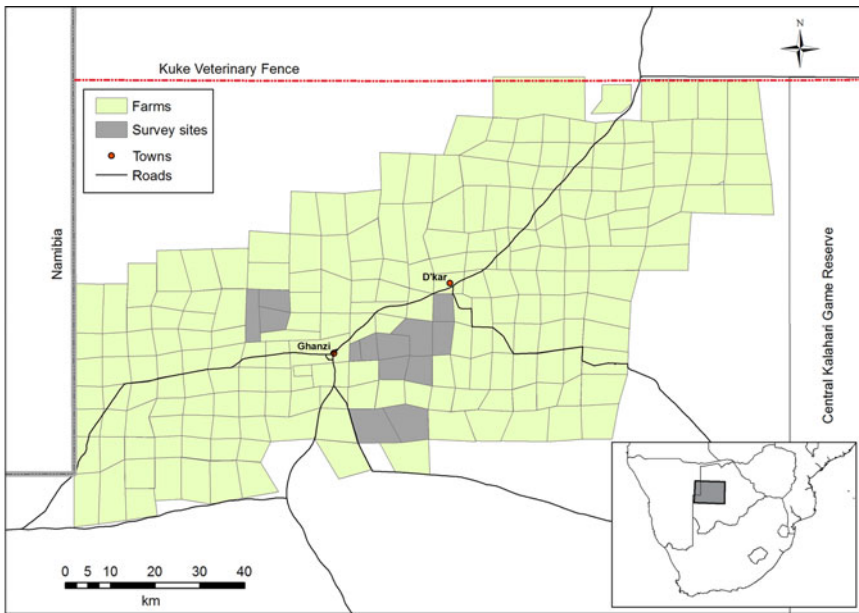 N
Kuke Veterinary Fence
Farms
Survey sites
Towns
Roads
Namibia
D'kar
Ghanzi
Central Kalahari Game Reserve
0 5 10 20 30 40
km